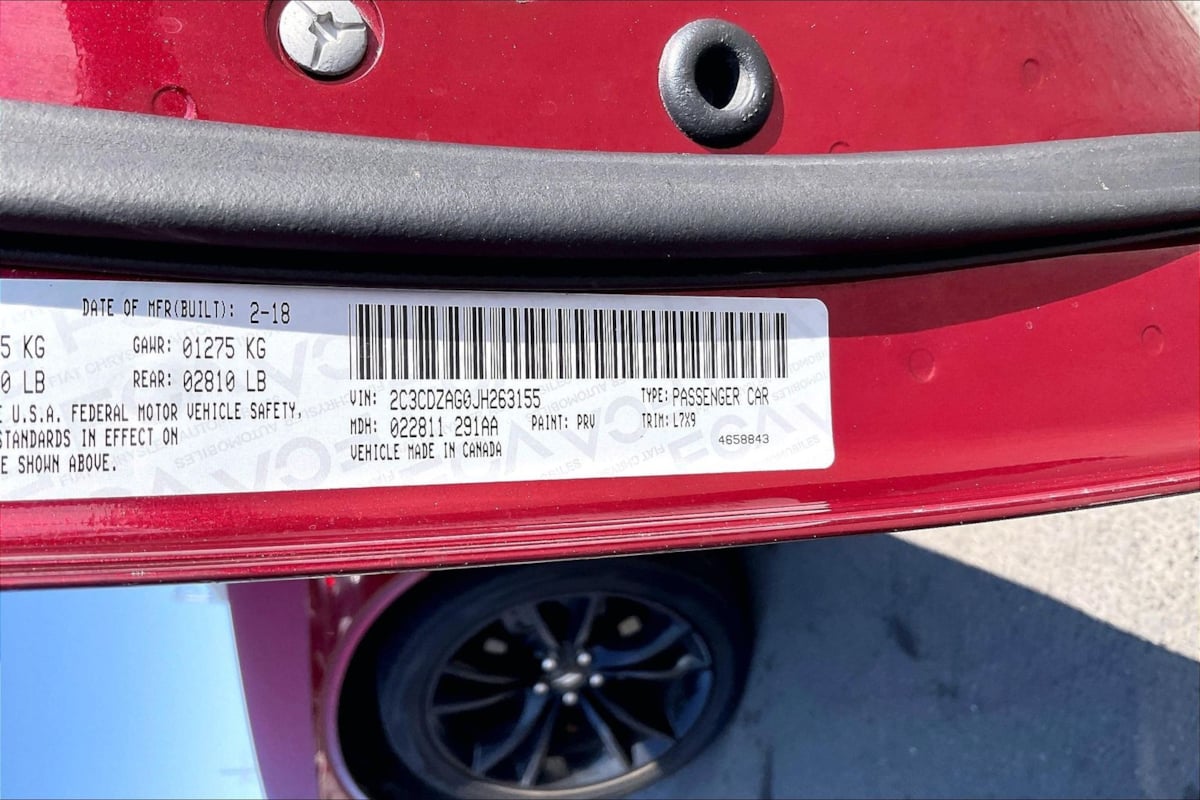 DATE OF MFR(BUILT): 2-18
5 KG GAWR: 01275 KG
0 LB REAR: 02810 LB
E U.S.A. FEDERAL MOTOR VEHICLE SAFETY,
STANDARDS IN EFFECT ON
E SHOWN ABOVE.
VIN: 2C3CDZAG0JH263155 TYPE: PASSENGER CAR
MDH: 022811 291AA PAINT: PRV TRIM: L7X9
VEHICLE MADE IN CANADA 4658843